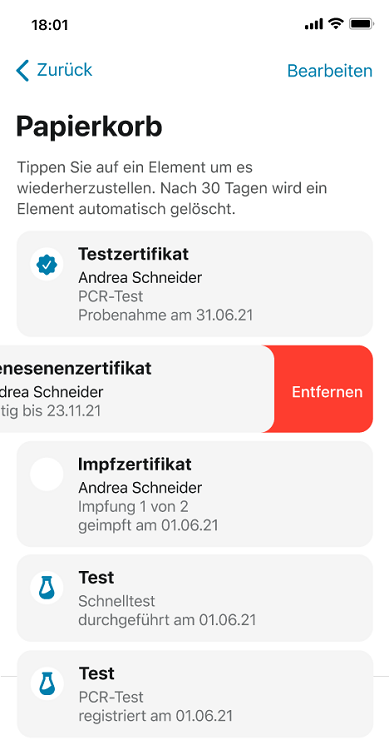 18:01
Zurück
Bearbeiten
Papierkorb
Tippen Sie auf ein Element um es
wiederherzustellen. Nach 30 Tagen wird ein
Element automatisch gelöscht.
Testzertifikat
Andrea Schneider
PCR-Test
Probenahme am 31.06.21
enesenenzertifikat
drea Schneider
tig bis 23.11.21
Entfernen
Impfzertifikat
Andrea Schneider
Impfung 1 von 2
geimpft am 01.06.21
Test
Schnelltest
durchgeführt am 01.06.21
Test
PCR-Test
registriert am 01.06.21